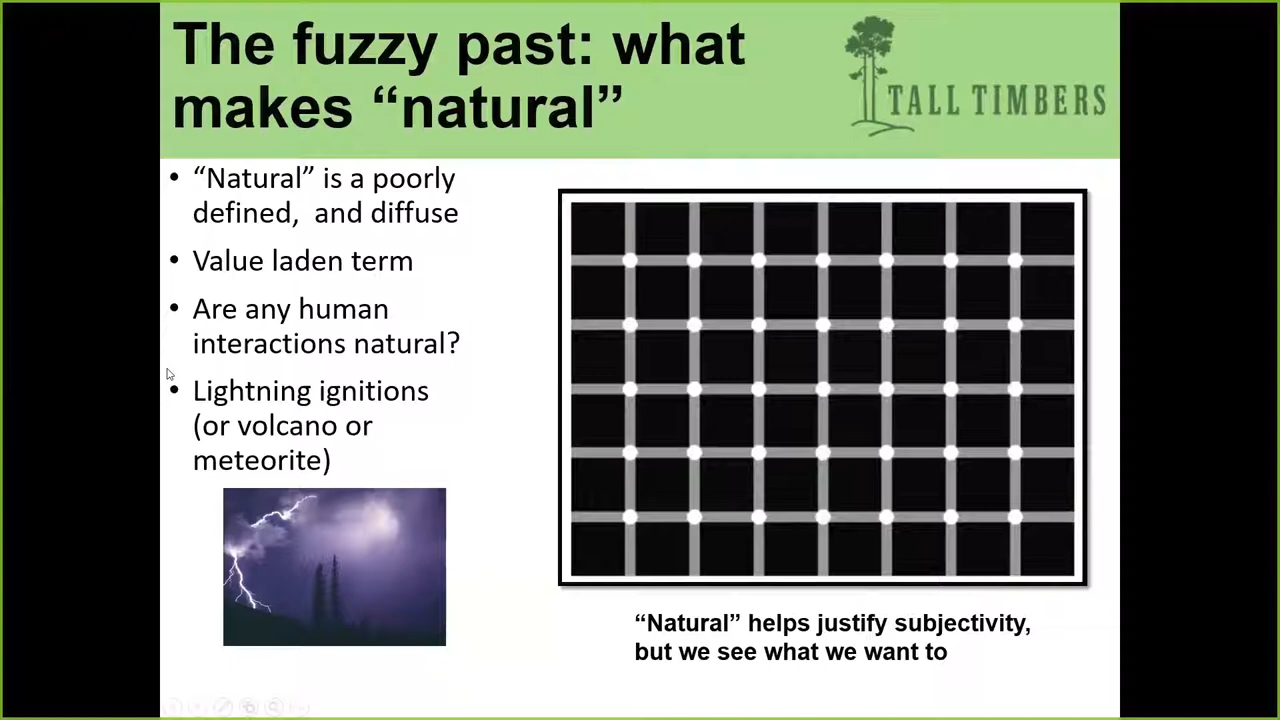 The fuzzy past: what
makes “natural”
TALL TIMBERS
• “Natural” is a poorly
defined,  and diffuse
• Value laden term
• Are any human
interactions natural?
• Lightning ignitions
(or volcano or
meteorite)
“Natural” helps justify subjectivity,
but we see what we want to